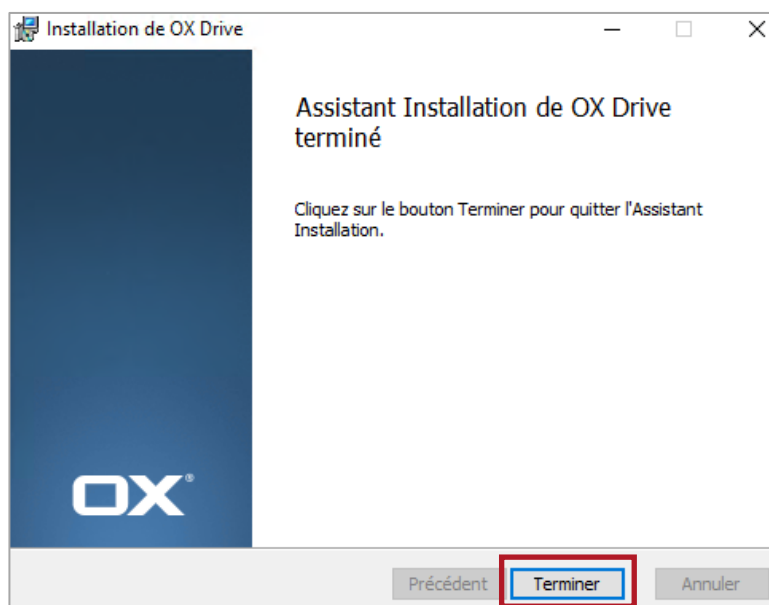 Installation de OX Drive
Assistant Installation de OX Drive
terminé
Cliquez sur le bouton Terminer pour quitter l'Assistant
Installation.
OX®
Précédent Terminer Annuler